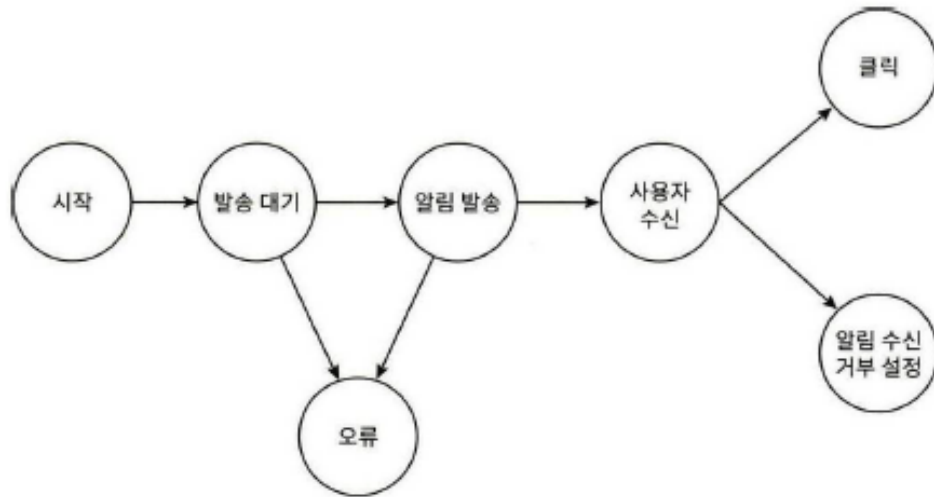 클릭
시작
발송 대기
알림 발송
사용자
수신
알림 수신
거부 설정
오류